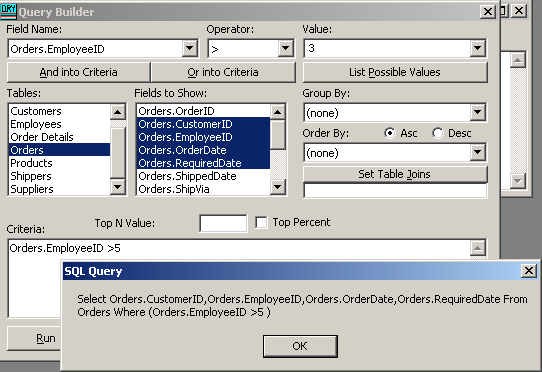 QRY Query Builder
Field Name: Operator: Value:
Orders.EmployeeID > 3
And into Criteria Or into Criteria List Possible Values
Tables: Fields to Show: Group By:
Customers Orders.OrderID (none)
Employees Orders.CustomerID
Order Details Orders.EmployeeID Order By: Asc Desc
Orders Orders.OrderDate (none)
Products Orders.RequiredDate
Shippers Orders.ShippedDate Set Table Joins
Suppliers Orders.ShipVia
Top N Value: Top Percent
Criteria:
Orders.EmployeeID >5
SQL Query
Select Orders.CustomerID,Orders.EmployeeID,Orders.OrderDate,Orders.RequiredDate From
Orders Where (Orders.EmployeeID >5 )
Run
OK